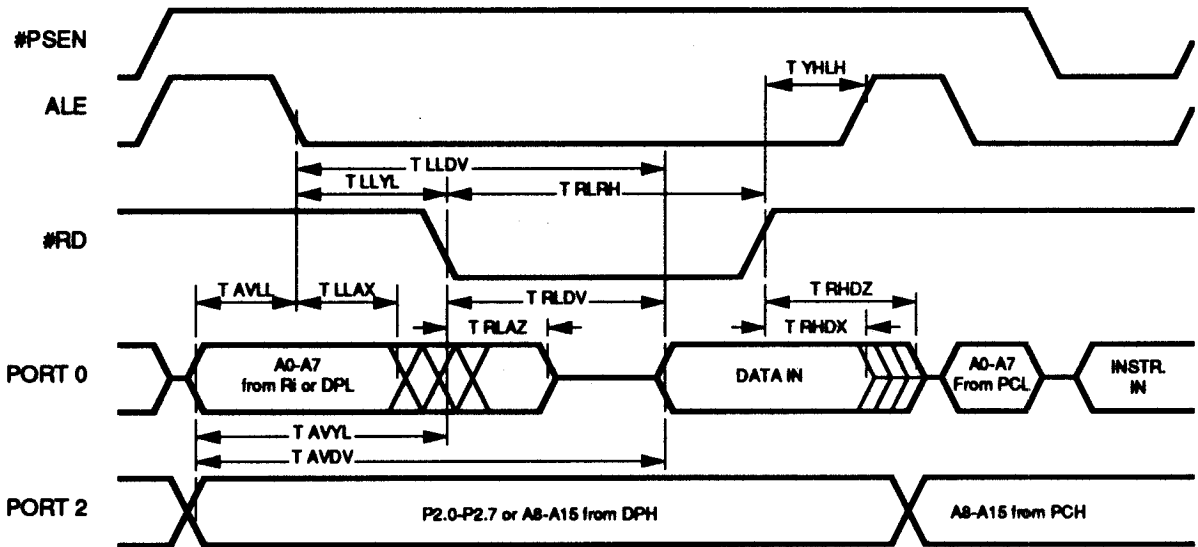 #PSEN
T YHLH
ALE
T LLDV
T LLYL
T RLRH
#RD
T AVLL
T LLAX
T RLDV
T RHDZ
T RLAZ
T RHDX
PORT 0
A0-A7
from Ri or DPL
DATA IN
A0-A7
From PCL
INSTR.
IN
T AVYL
T AVDV
PORT 2
P2.0-P2.7 or A8-A15 from DPH
A8-A15 from PCH